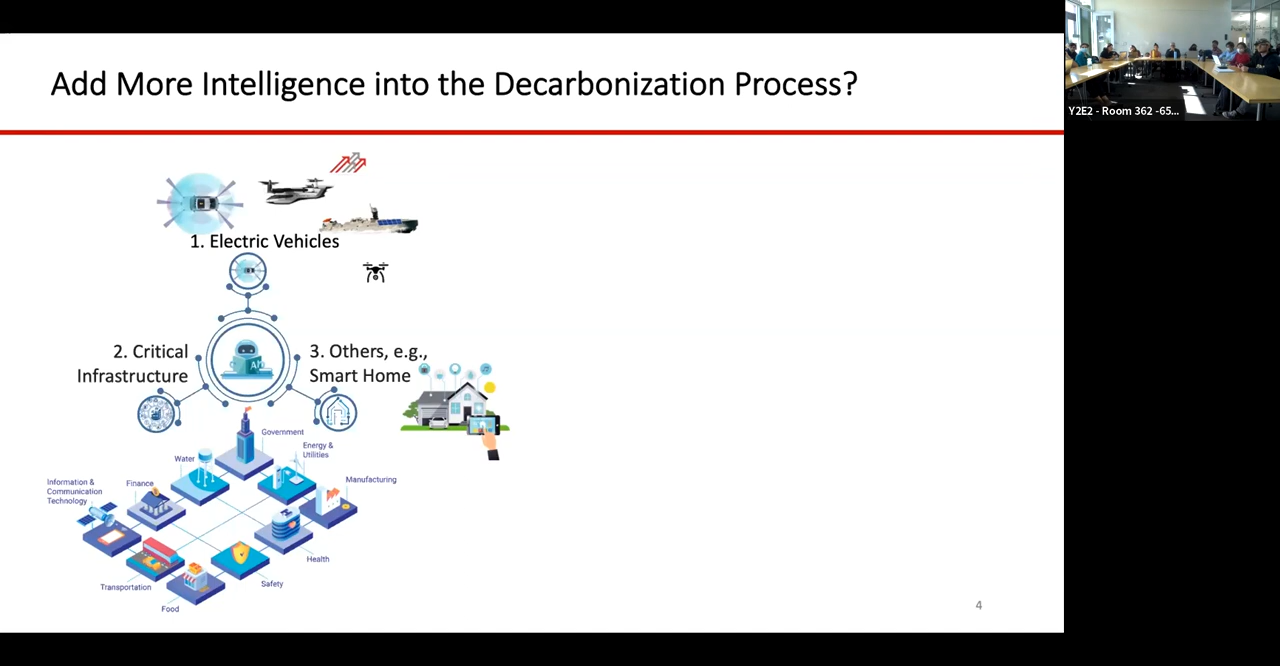 Add More Intelligence into the Decarbonization Process?
Y2E2 - Room 362 -65...
1. Electric Vehicles
2. Critical
Infrastructure
3. Others, e.g.,
Smart Home
AI
Government
Energy &
Utilities
Water
Manufacturing
Information &
Communication
Technology
Finance
Health
Safety
Transportation
Food
4